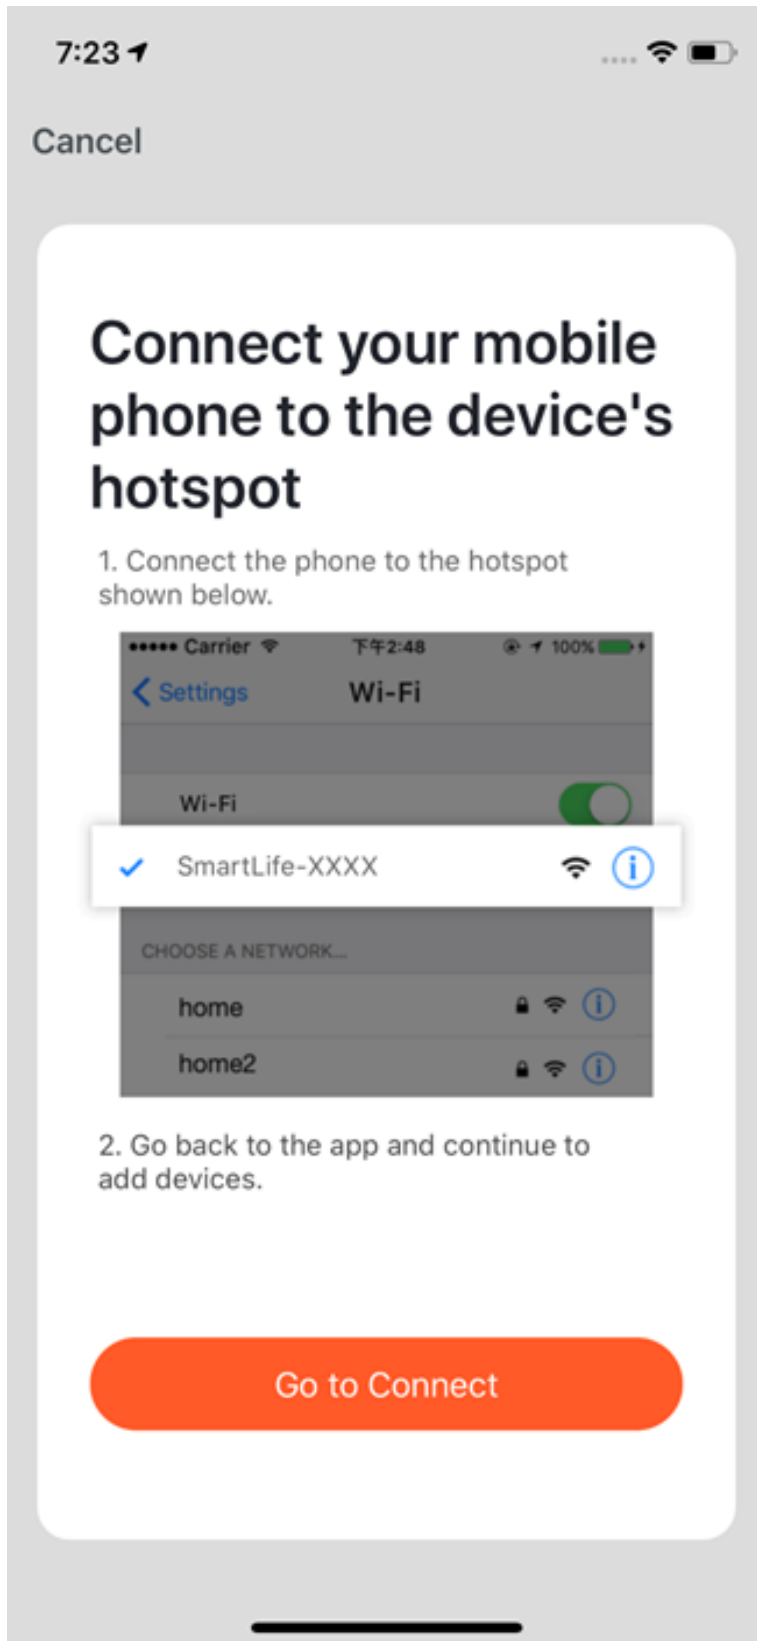 7:23
Cancel
Connect your mobile
phone to the device's
hotspot
1. Connect the phone to the hotspot
shown below.
Carrier 下午2:48 100%
Settings Wi-Fi
Wi-Fi
SmartLife-XXXX
CHOOSE A NETWORK...
home
home2
2. Go back to the app and continue to
add devices.
Go to Connect